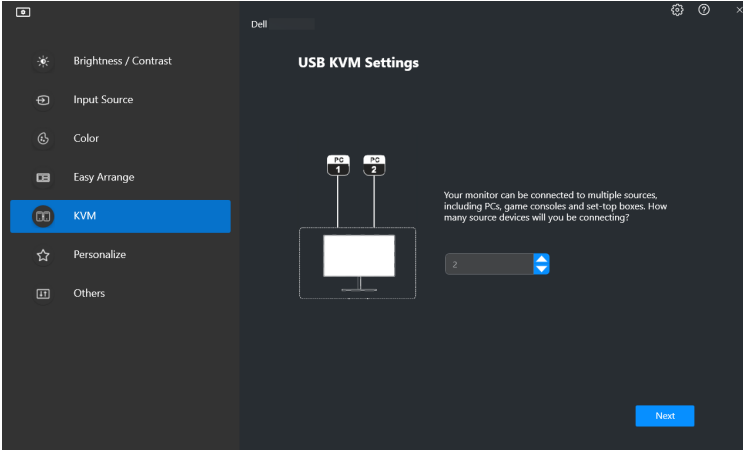 Dell
Brightness / Contrast
Input Source
Color
Easy Arrange
KVM
Personalize
Others
USB KVM Settings
PC 1
PC 2
Your monitor can be connected to multiple sources,
including PCs, game consoles and set-top boxes. How
many source devices will you be connecting?
2
Next